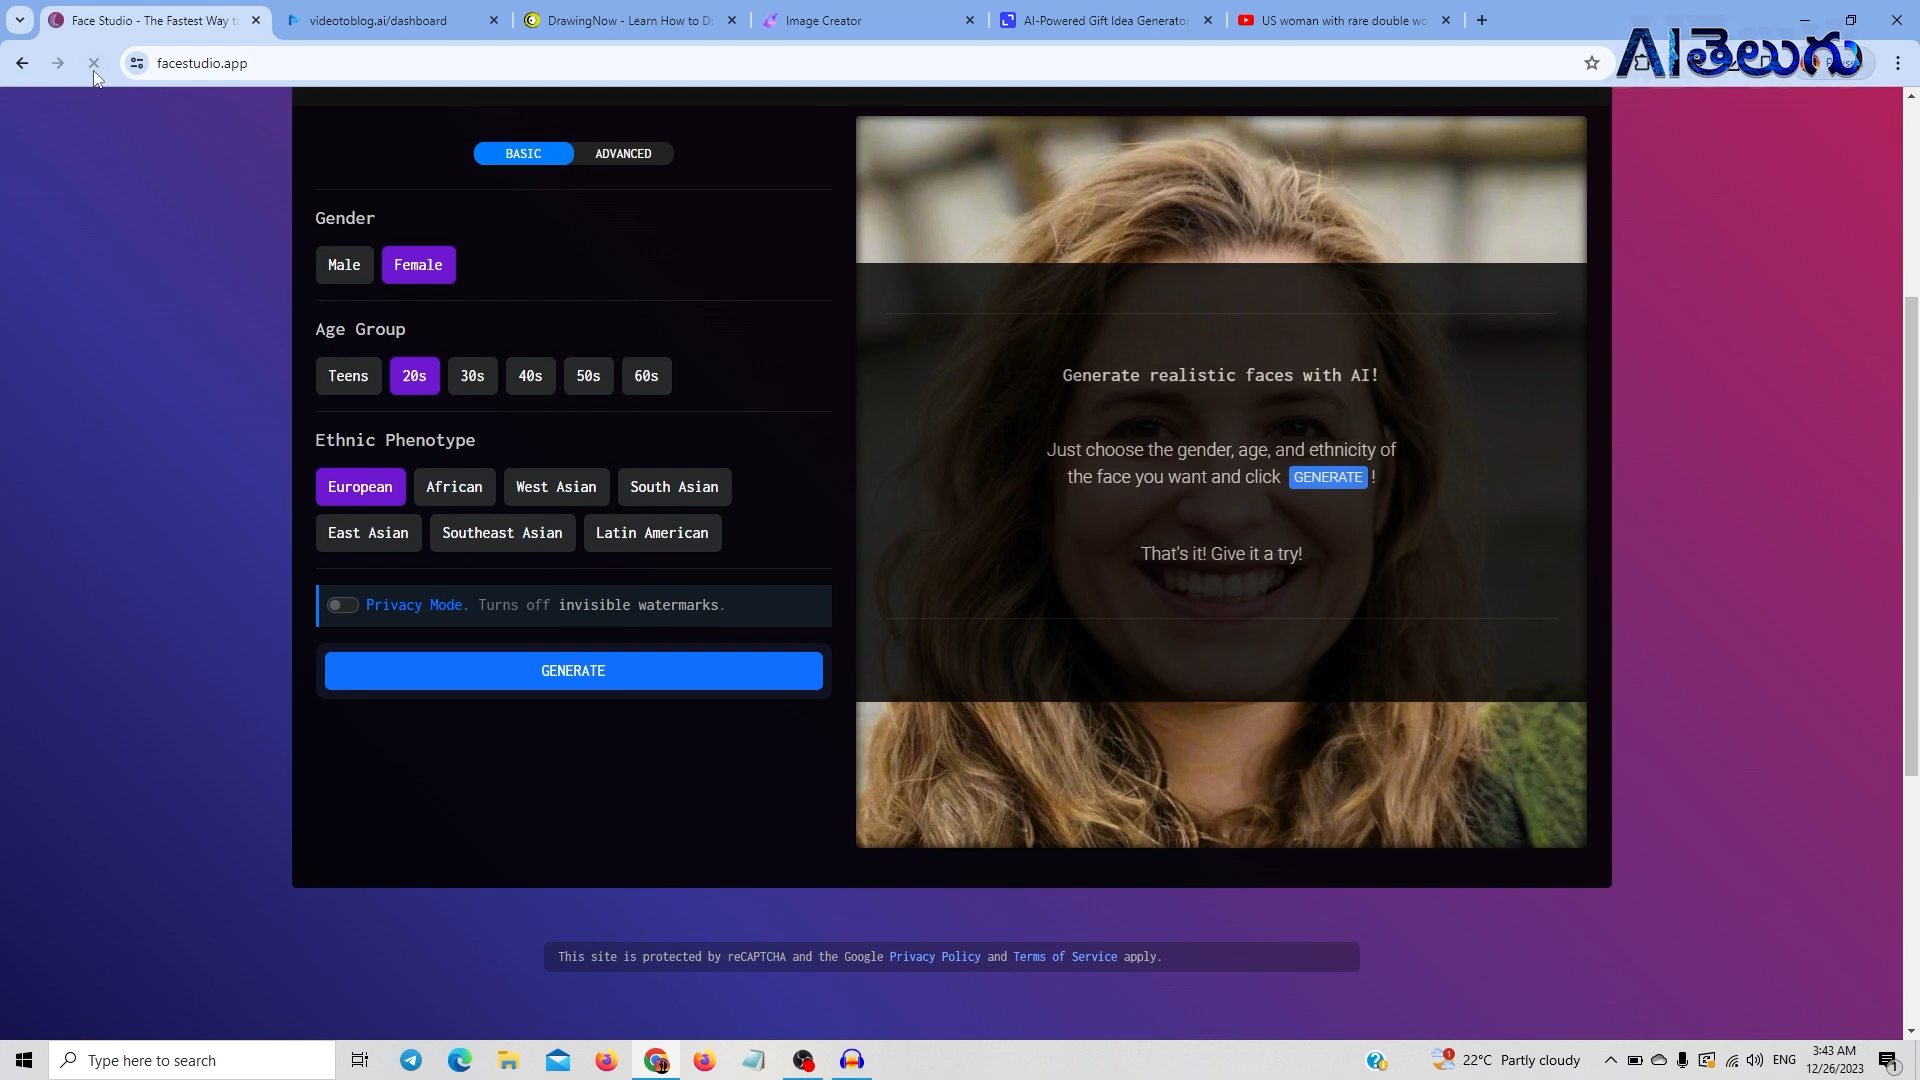 Face Studio - The Fastest Way to
videotoblog.ai/dashboard
DrawingNow - Learn How to D
Image Creator
AI-Powered Gift Idea Generator
US woman with rare double wo
facestudio.app
AIతెలుగు
BASIC
ADVANCED
Gender
Male
Female
Age Group
Teens
20s
30s
40s
50s
60s
Ethnic Phenotype
European
African
West Asian
South Asian
East Asian
Southeast Asian
Latin American
Privacy Mode. Turns off invisible watermarks.
GENERATE
Generate realistic faces with AI!
Just choose the gender, age, and ethnicity of
the face you want and click GENERATE !
That's it! Give it a try!
This site is protected by reCAPTCHA and the Google Privacy Policy and Terms of Service apply.
Type here to search
1
22°C Partly cloudy
ENG
3:43 AM
12/26/2023
1